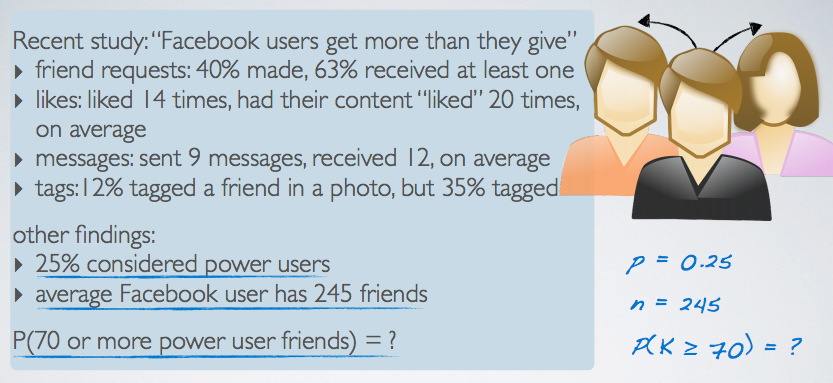 Recent study: “Facebook users get more than they give”
‣ friend requests: 40% made, 63% received at least one
‣ likes: liked 14 times, had their content “liked” 20 times,
on average
‣ messages: sent 9 messages, received 12, on average
‣ tags:12% tagged a friend in a photo, but 35% tagged
other findings:
‣ 25% considered power users
‣ average Facebook user has 245 friends
P(70 or more power user friends) = ?
p = 0.25
n = 245
P(K ≥ 70) = ?